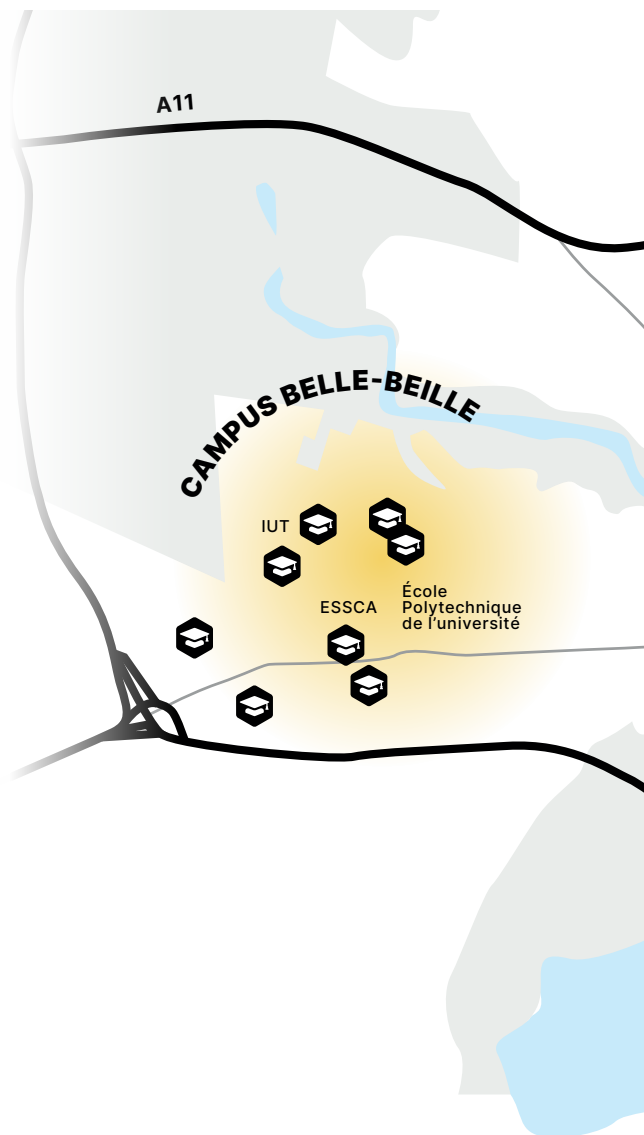 A11
CAMPUS BELLE-BEILLE
IUT
ESSCA
École
Polytechnique
de l’université